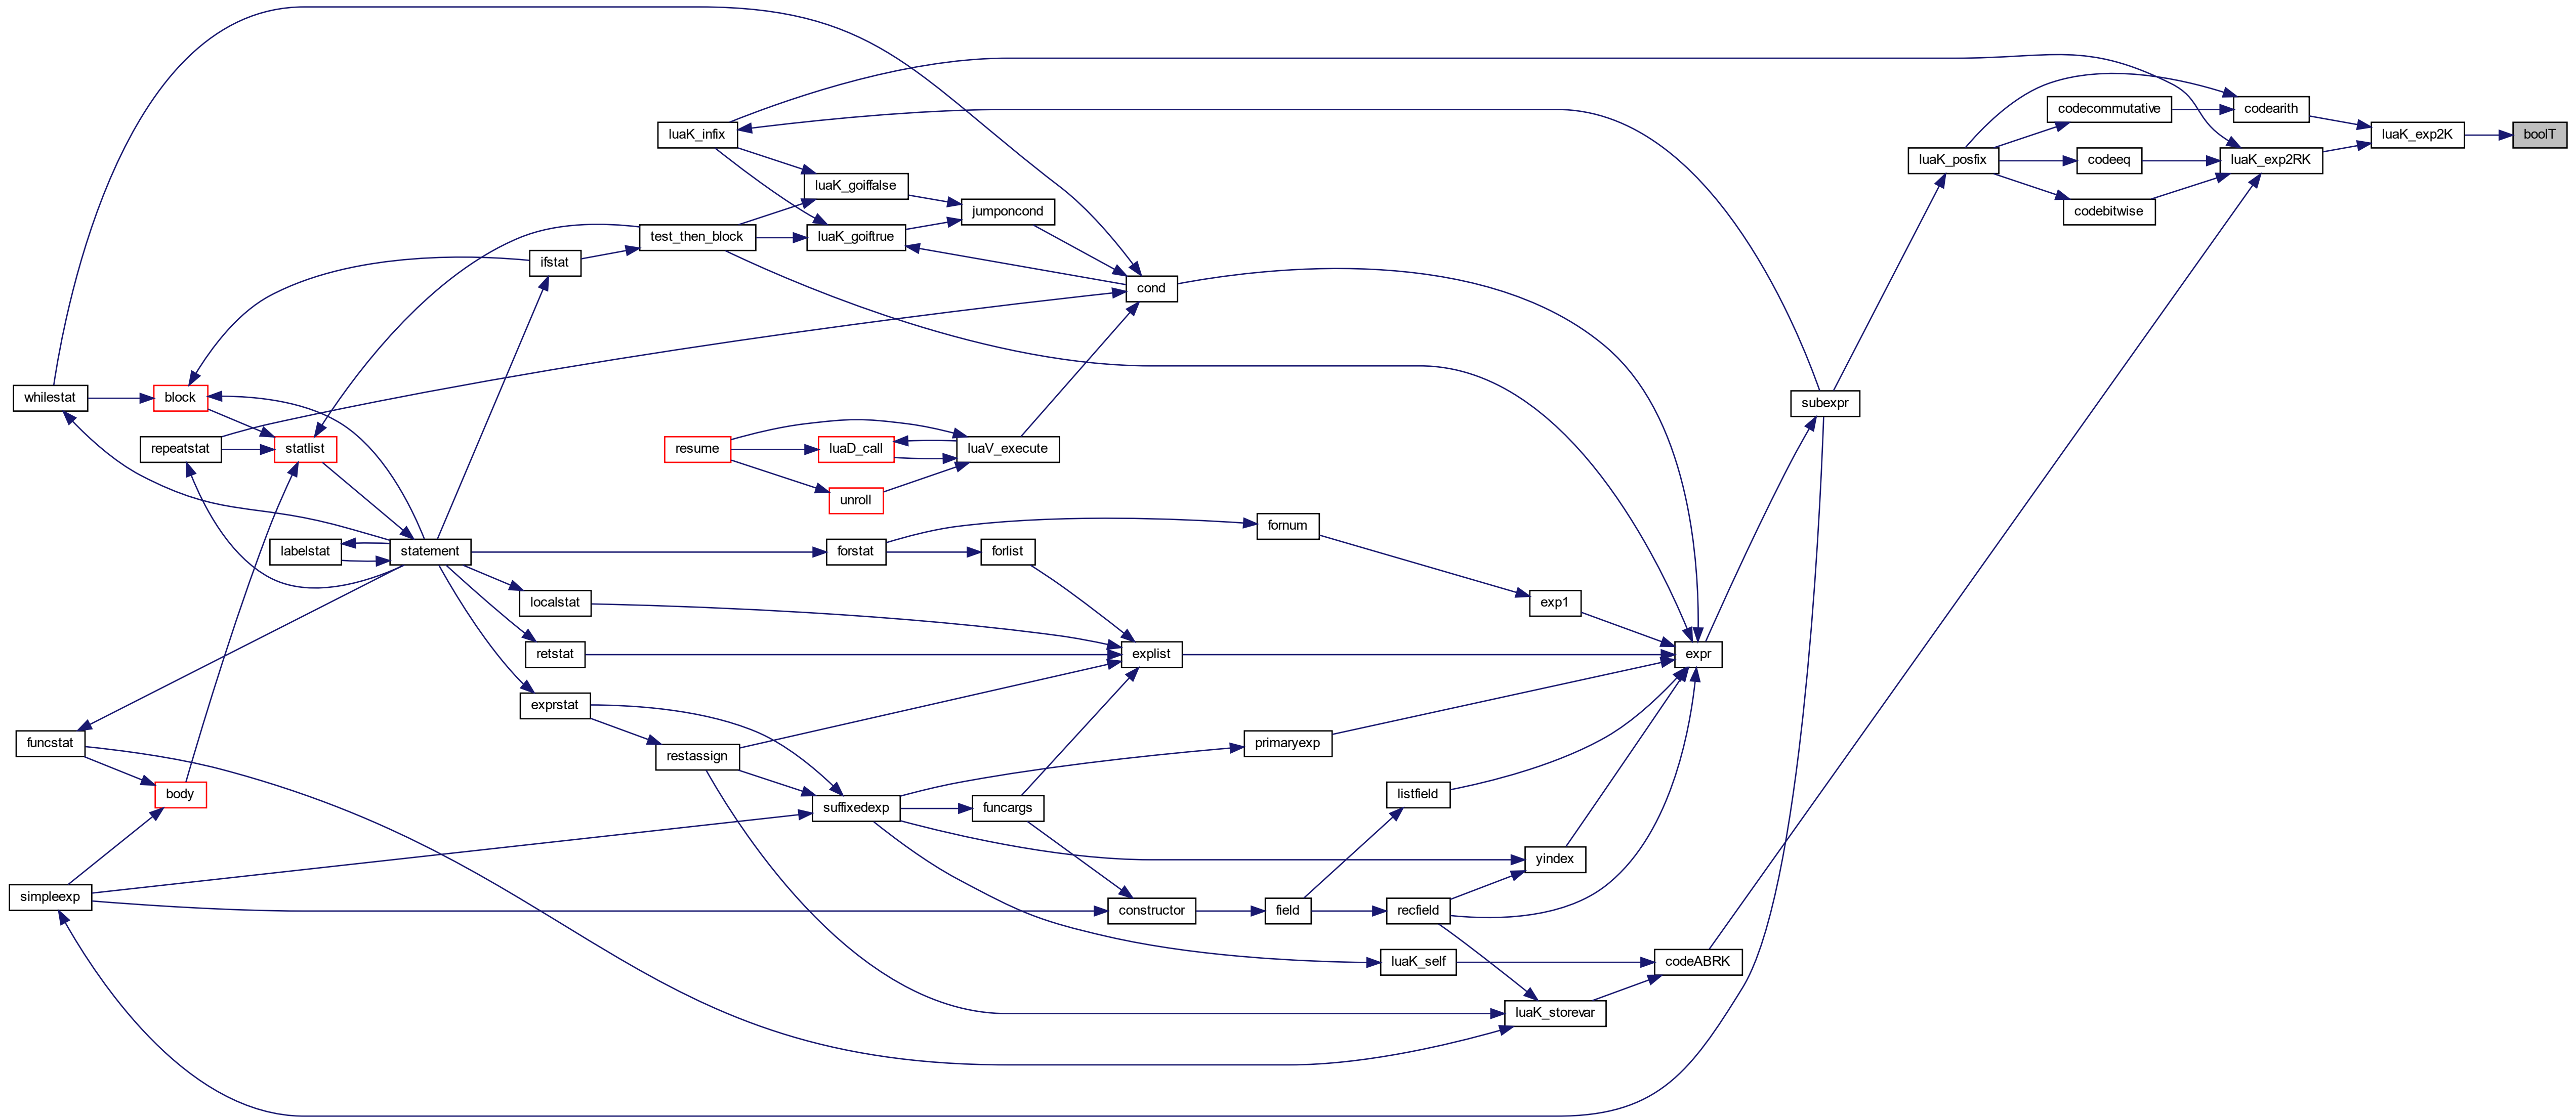 luaK_infix
codecommutative
codearith
luaK_exp2K
boolT
luaK_posfix
codeeq
luaK_exp2RK
luaK_goiffalse
jumponcond
codebitwise
test_then_block
luaK_goiftrue
ifstat
cond
whilestat
block
subexpr
repeatstat
statlist
resume
luaD_call
luaV_execute
unroll
fornum
labelstat
statement
forstat
forlist
localstat
exp1
retstat
explist
expr
exprstat
funcstat
restassign
primaryexp
body
suffixedexp
funcargs
listfield
yindex
simpleexp
constructor
field
recfield
luaK_self
codeABRK
luaK_storevar